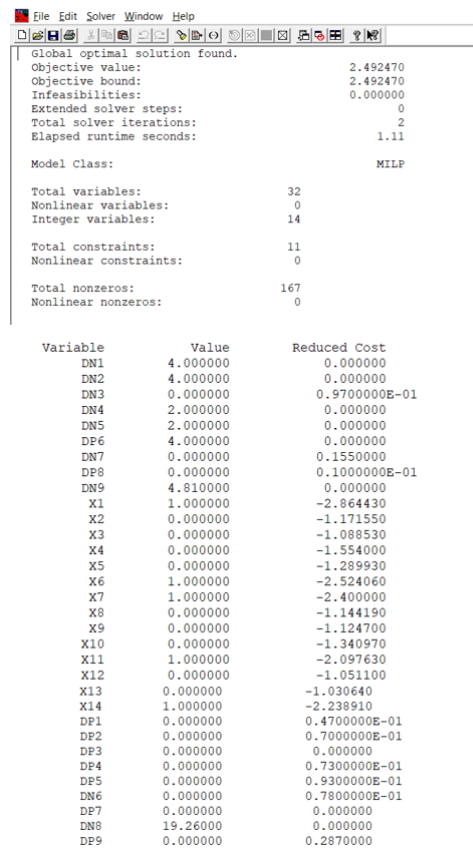 File Edit Solver Window Help
Global optimal solution found.
Objective value: 2.492470
Objective bound: 2.492470
Infeasibilities: 0.000000
Extended solver steps: 0
Total solver iterations: 2
Elapsed runtime seconds: 1.11
Model Class: MILP
Total variables: 32
Nonlinear variables: 0
Integer variables: 14
Total constraints: 11
Nonlinear constraints: 0
Total nonzeros: 167
Nonlinear nonzeros: 0
Variable Value Reduced Cost
DN1 4.000000 0.000000
DN2 4.000000 0.000000
DN3 0.000000 0.9700000E-01
DN4 2.000000 0.000000
DN5 2.000000 0.000000
DP6 4.000000 0.000000
DN7 0.000000 0.1550000
DP8 0.000000 0.1000000E-01
DN9 4.810000 0.000000
X1 1.000000 -2.864430
X2 0.000000 -1.171550
X3 0.000000 -1.088530
X4 0.000000 -1.554000
X5 0.000000 -1.289930
X6 1.000000 -2.524060
X7 1.000000 -2.400000
X8 0.000000 -1.144190
X9 0.000000 -1.124700
X10 0.000000 -1.340970
X11 1.000000 -2.097630
X12 0.000000 -1.051100
X13 0.000000 -1.030640
X14 1.000000 -2.238910
DP1 0.000000 0.4700000E-01
DP2 0.000000 0.7000000E-01
DP3 0.000000 0.000000
DP4 0.000000 0.7300000E-01
DP5 0.000000 0.9300000E-01
DN6 0.000000 0.7800000E-01
DP7 0.000000 0.000000
DN8 19.26000 0.000000
DP9 0.000000 0.2870000